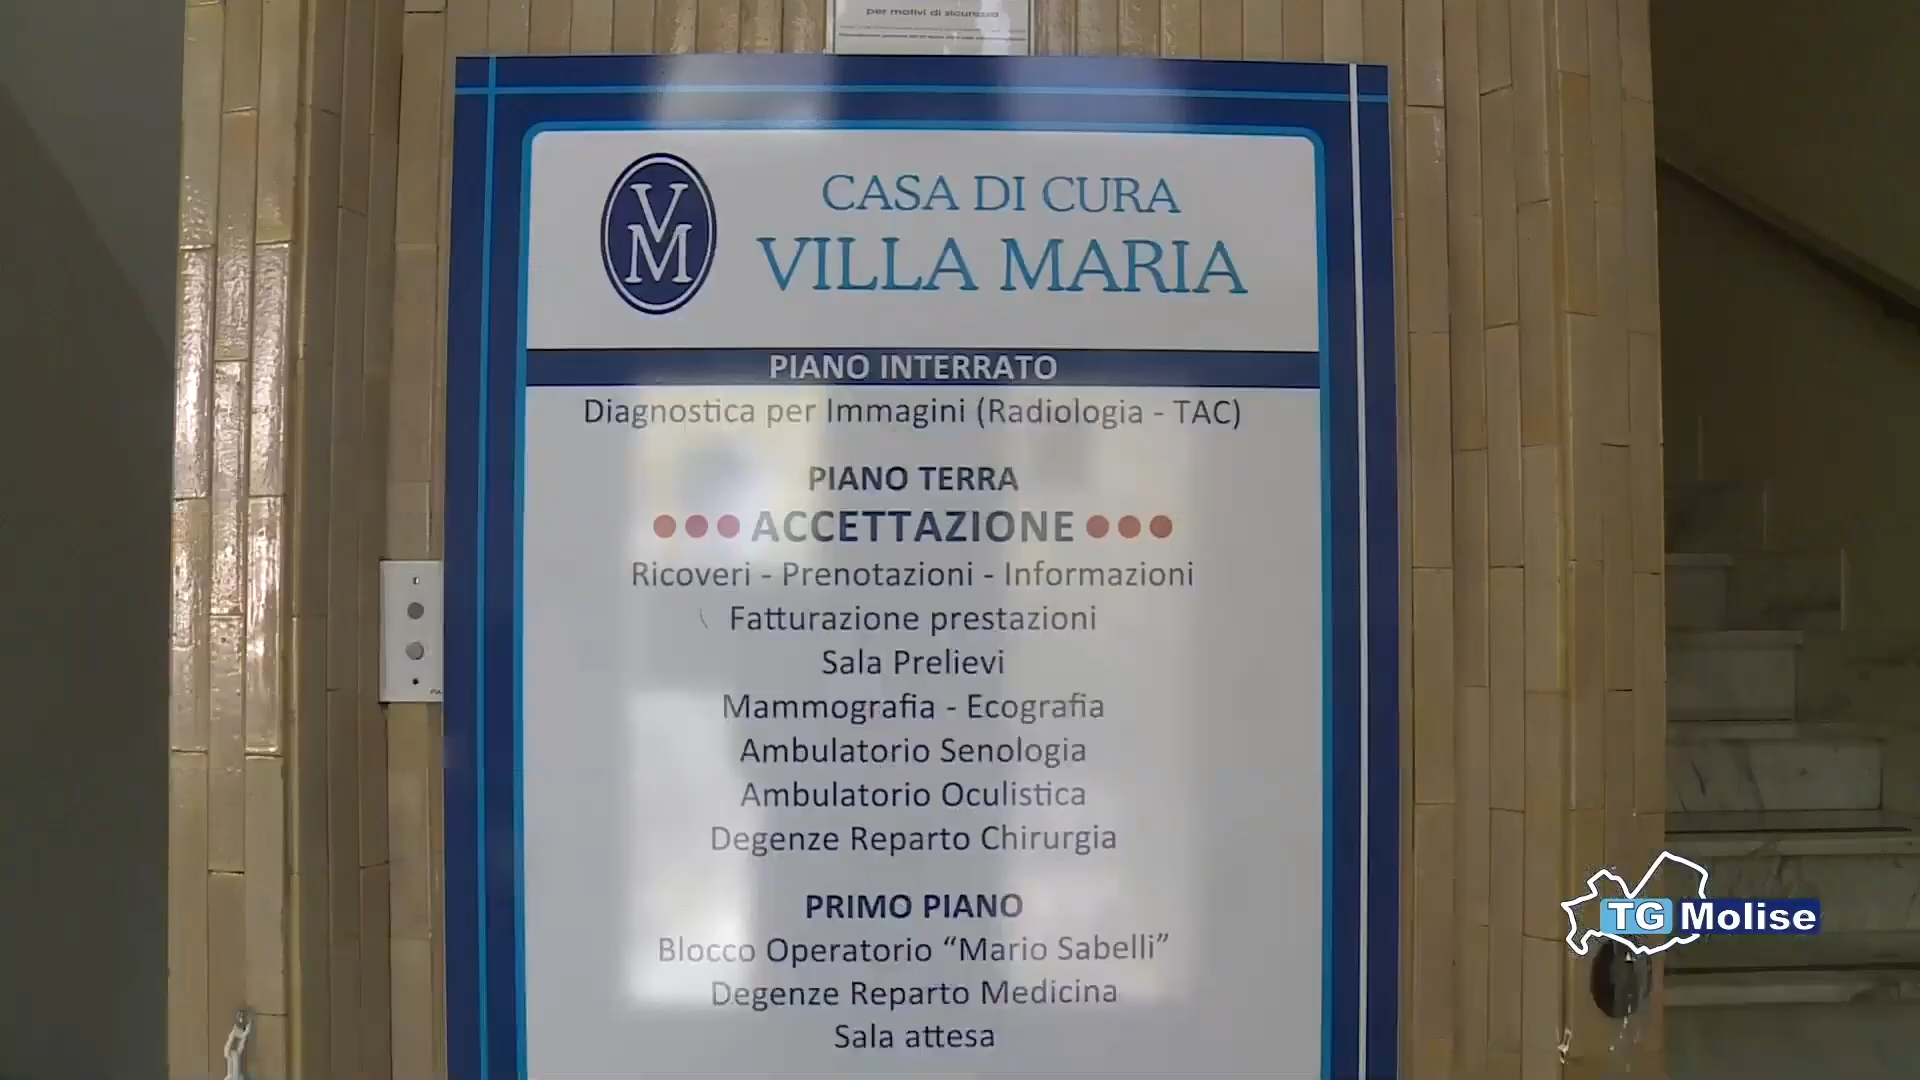 per motivi di sicurezza
VM
CASA DI CURA
VILLA MARIA
PIANO INTERRATO
Diagnostica per Immagini (Radiologia - TAC)
PIANO TERRA
●●●ACCETTAZIONE●●●
Ricoveri - Prenotazioni - Informazioni
Fatturazione prestazioni
Sala Prelievi
Mammografia - Ecografia
Ambulatorio Senologia
Ambulatorio Oculistica
Degenze Reparto Chirurgia
PRIMO PIANO
Blocco Operatorio “Mario Sabelli”
Degenze Reparto Medicina
Sala attesa
TG Molise